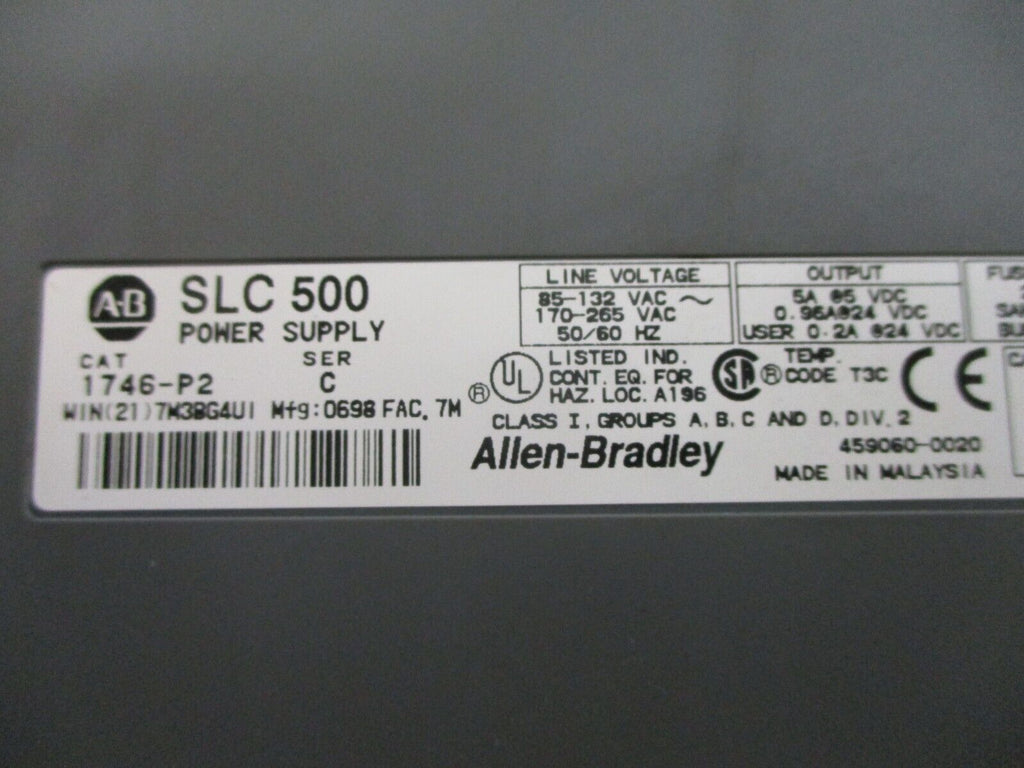 A-B SLC 500
POWER SUPPLY
CAT SER
1746-P2 C
WIN(21)7M3BG4UI Mfg:0698 FAC. 7M
LINE VOLTAGE
85-132 VAC ~
170-265 VAC
50/60 HZ
OUTPUT
5A @5 VDC
0.96A@24 VDC
USER 0.2A @24 VDC
UL ®
LISTED IND.
CONT. EQ. FOR
HAZ. LOC. A196
SA ®
TEMP.
CODE T3C
CE
CLASS I, GROUPS A, B, C AND D, DIV. 2
Allen-Bradley
459060-0020
MADE IN MALAYSIA